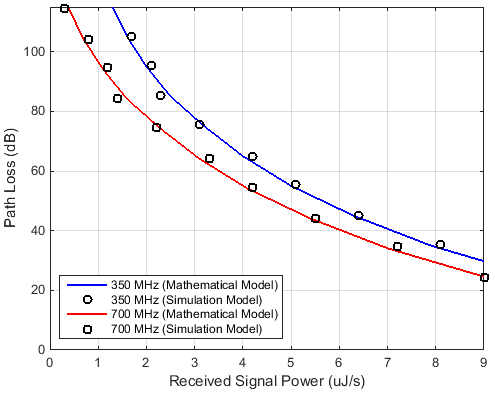 100
80
60
40
20
0
0 1 2 3 4 5 6 7 8 9
Path Loss (dB)
Received Signal Power (uJ/s)
350 MHz (Mathematical Model)
350 MHz (Simulation Model)
700 MHz (Mathematical Model)
700 MHz (Simulation Model)